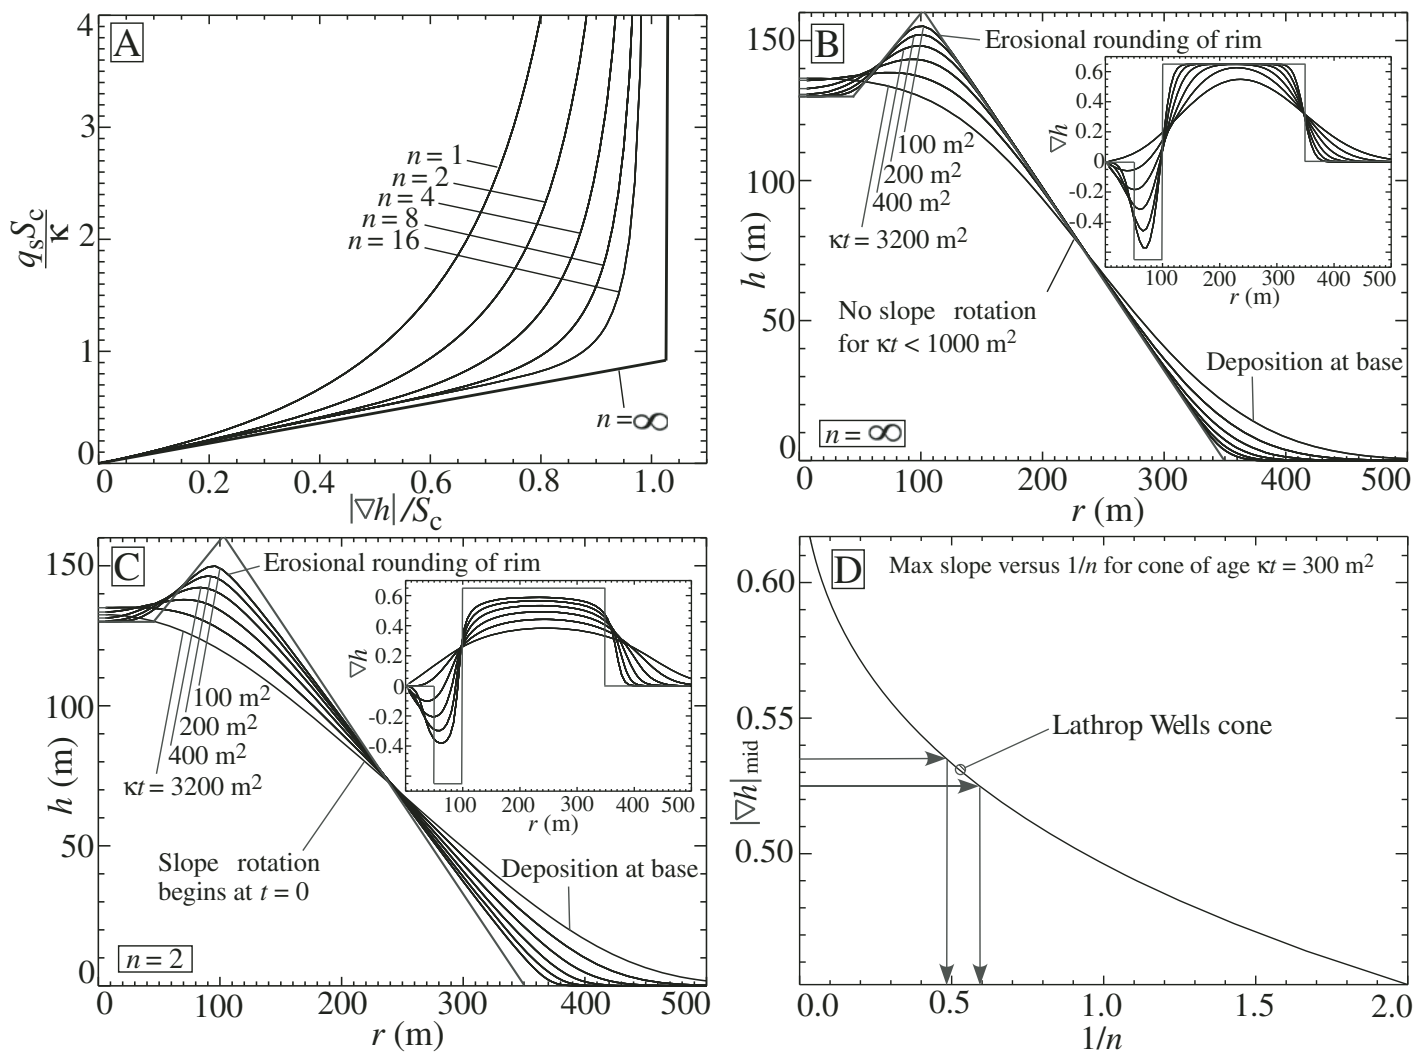 A
4
3
2
1
0
q_sS_c
κ
n = 1
n = 2
n = 4
n = 8
n = 16
n = ∞
0 0.2 0.4 0.6 0.8 1.0
|∇h|/S_c
B
150
100
50
0
h (m)
Erosional rounding of rim
100 m²
200 m²
400 m²
κt = 3200 m²
No slope rotation
for κt < 1000 m²
Deposition at base
n = ∞
0 100 200 300 400 500
r (m)
0.6
0.4
0.2
0
-0.2
-0.4
∇h
100 200 300 400 500
r (m)
C
150
100
50
0
h (m)
Erosional rounding of rim
100 m²
200 m²
400 m²
κt = 3200 m²
Slope rotation
begins at t = 0
Deposition at base
n = 2
0 100 200 300 400 500
r (m)
0.6
0.4
0.2
0
-0.2
-0.4
∇h
100 200 300 400 500
r (m)
D
Max slope versus 1/n for cone of age κt = 300 m²
0.60
0.55
0.50
|∇h|mid
Lathrop Wells cone
0.0 0.5 1.0 1.5 2.0
1/n